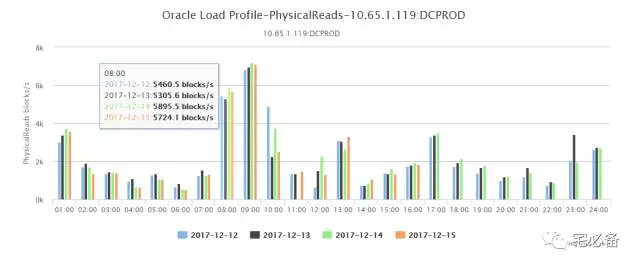 Oracle Load Profile-PhysicalReads-10.65.1.119:DCPROD
10.65.1.119:DCPROD
PhysicalReads blocks/s
8k
6k
4k
2k
0k
08:00
2017-12-12:5460.5 blocks/s
2017-12-13:5305.6 blocks/s
2017-12-14:5895.5 blocks/s
2017-12-15:5724.1 blocks/s
01:00 02:00 03:00 04:00 05:00 06:00 07:00 08:00 09:00 10:00 11:00 12:00 13:00 14:00 15:00 16:00 17:00 18:00 19:00 20:00 21:00 22:00 23:00 24:00
2017-12-12 2017-12-13 2017-12-14 2017-12-15
宅必备